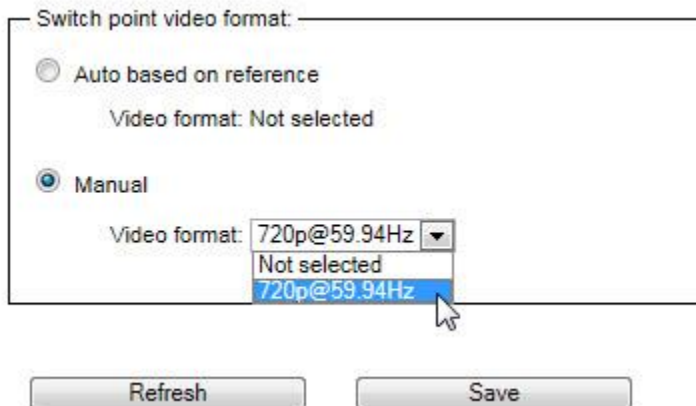 Switch point video format:
Auto based on reference
Video format: Not selected
Manual
Video format: 720p@59.94Hz
Not selected
720p@59.94Hz
Refresh Save